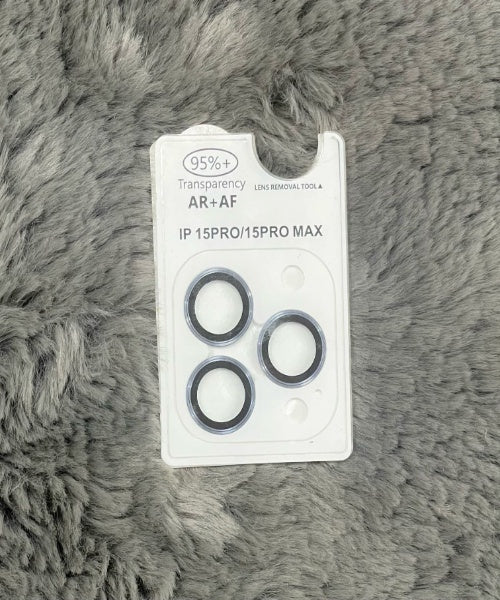 95%+
Transparency
LENS REMOVAL TOOL▲
AR+AF
IP 15PRO/15PRO MAX